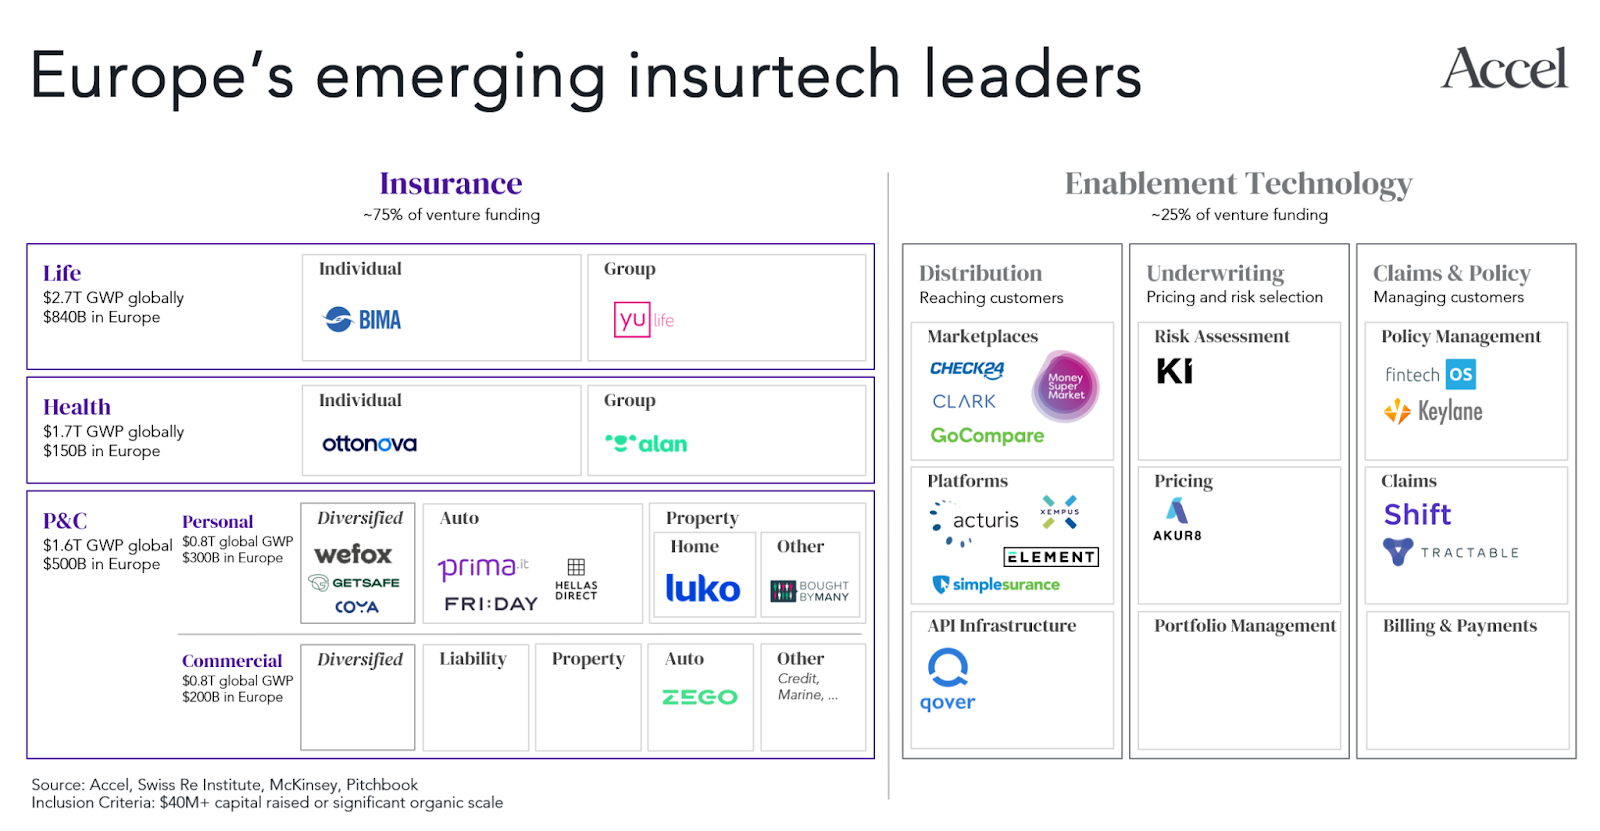 Europe's emerging insurtech leaders
Accel
Insurance
~75% of venture funding
Life
$2.7T GWP globally
$840B in Europe
Individual
BIMA
Group
yu life
Health
$1.7T GWP globally
$150B in Europe
Individual
ottonova
Group
alan
P&C
$1.6T GWP global
$500B in Europe
Personal
$0.8T global GWP
$300B in Europe
Diversified
wefox
GETSAFE
COYA
Auto
prima.it
HELLAS
DIRECT
FRI:DAY
Property
Home
luko
Other
BOUGHT
BYMANY
Commercial
$0.8T global GWP
$200B in Europe
Diversified
Liability
Property
Auto
ZEGO
Other
Credit,
Marine, ...
Enablement Technology
~25% of venture funding
Distribution
Reaching customers
Marketplaces
CHECK24
Money
Super
Market
CLARK
GoCompare
Platforms
acturis
XEMPUS
ELEMENT
simplesurance
API Infrastructure
qover
Underwriting
Pricing and risk selection
Risk Assessment
Ki
Pricing
AKUR8
Portfolio Management
Claims & Policy
Managing customers
Policy Management
fintech OS
Keylane
Claims
Shift
TRACTABLE
Billing & Payments
Source: Accel, Swiss Re Institute, McKinsey, Pitchbook
Inclusion Criteria: $40M+ capital raised or significant organic scale